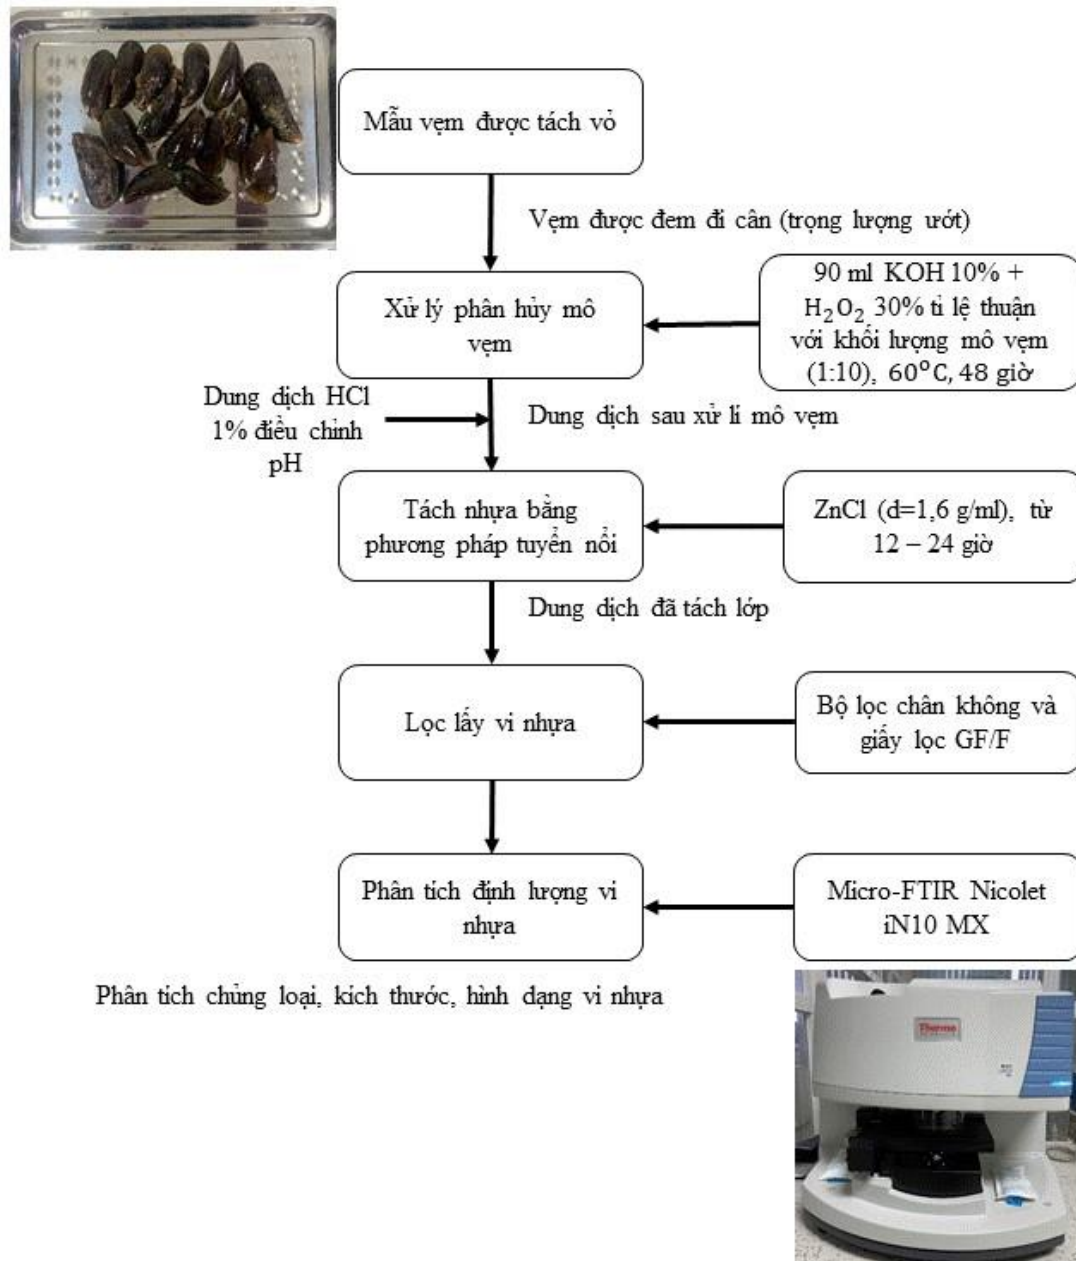 Mẫu vẹm được tách vỏ
Vẹm được đem đi cân (trọng lượng ướt)
Xử lý phân hủy mô
vẹm
90 ml KOH 10% +
H₂O₂ 30% tỉ lệ thuận
với khối lượng mô vẹm
(1:10), 60°C, 48 giờ
Dung dịch HCl
1% điều chỉnh
pH
Dung dịch sau xử lí mô vẹm
Tách nhựa bằng
phương pháp tuyển nổi
ZnCl (d=1,6 g/ml), từ
12 – 24 giờ
Dung dịch đã tách lớp
Lọc lấy vi nhựa
Bộ lọc chân không và
giấy lọc GF/F
Phân tích định lượng vi
nhựa
Micro-FTIR Nicolet
iN10 MX
Phân tích chủng loại, kích thước, hình dạng vi nhựa
Thermo